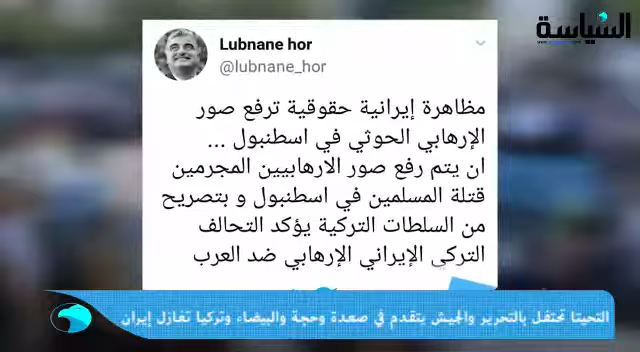 السياسة
Lubnane hor
@lubnane_hor
مظاهرة إيرانية حقوقية ترفع صور
الإرهابي الحوثي في اسطنبول ...
ان يتم رفع صور الارهابيين المجرمين
قتلة المسلمين في اسطنبول و بتصريح
من السلطات التركية يؤكد التحالف
التركي الإيراني الإرهابي ضد العرب
التحيتا تحتفل بالتحرير والجيش يتقدم في صعدة وحجة والبيضاء وتركيا تغازل إيران